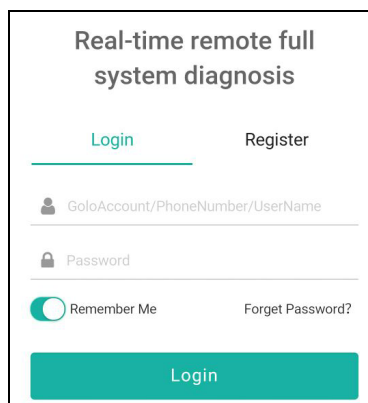 Real-time remote full
system diagnosis
Login Register
GoloAccount/PhoneNumber/UserName
Password
Remember Me Forget Password?
Login